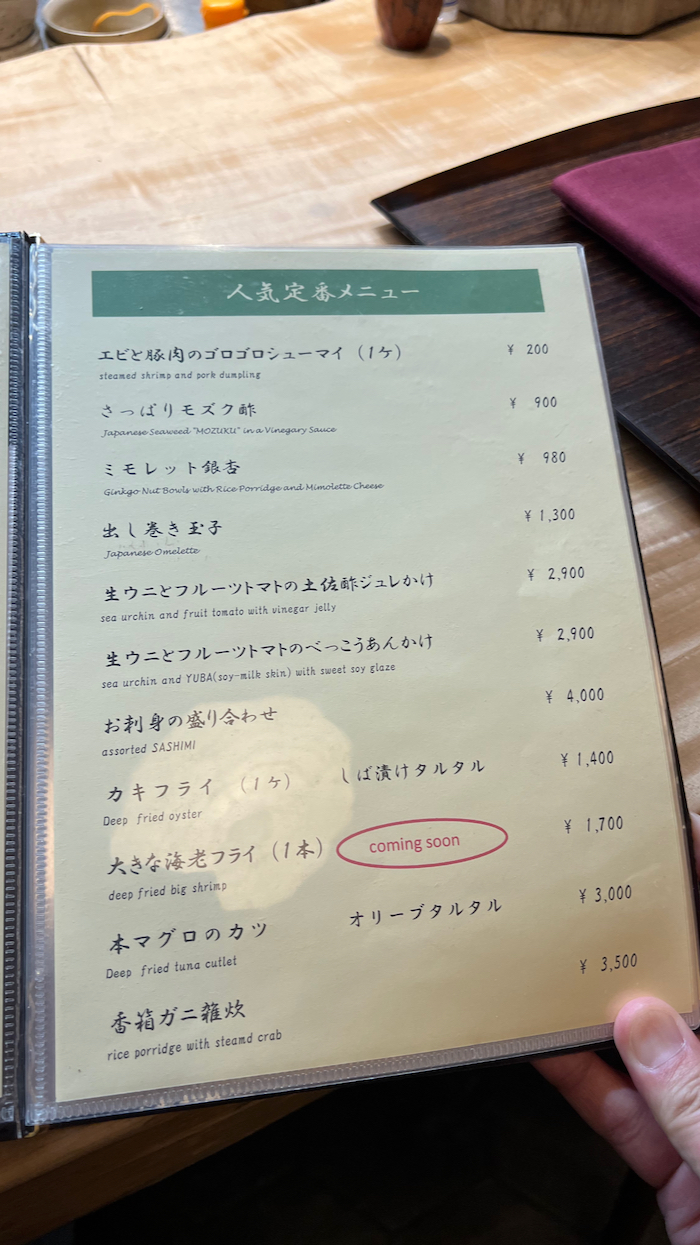 人気定番メニュー
エビと豚肉のゴロゴロシューマイ（1ケ） ¥ 200
steamed shrimp and pork dumpling
さっぱりモズク酢 ¥ 900
Japanese Seaweed "MOZUKU" in a Vinegary Sauce
ミモレット銀杏 ¥ 980
Ginkgo Nut Bowls with Rice Porridge and Mimolette Cheese
出し巻き玉子 ¥ 1,300
Japanese Omelette
生ウニとフルーツトマトの土佐酢ジュレかけ ¥ 2,900
sea urchin and fruit tomato with vinegar jelly
生ウニとフルーツトマトのべっこうあんかけ ¥ 2,900
sea urchin and YUBA(soy-milk skin) with sweet soy glaze
お刺身の盛り合わせ ¥ 4,000
assorted SASHIMI
カキフライ （1ケ） しば漬けタルタル ¥ 1,400
Deep fried oyster
大きな海老フライ（1本） coming soon ¥ 1,700
deep fried big shrimp
本マグロのカツ オリーブタルタル ¥ 3,000
Deep fried tuna cutlet
香箱ガニ雑炊 ¥ 3,500
rice porridge with steamd crab